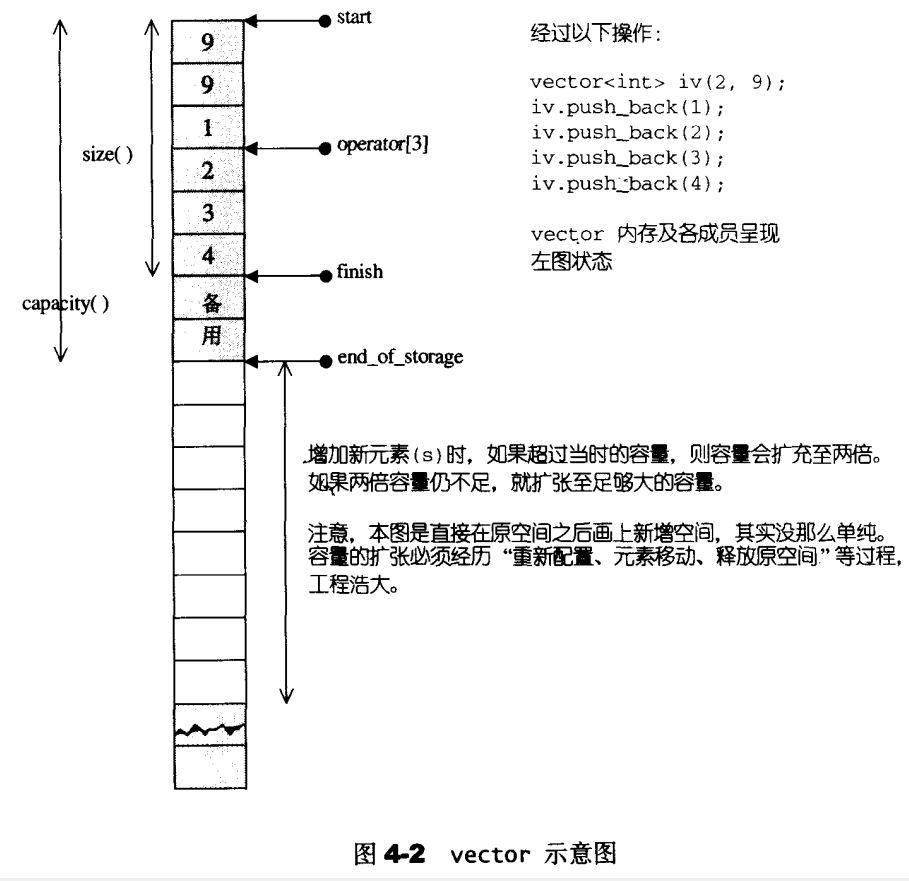 start
9
9
1
operator[3]
size( )
2
3
4
finish
capacity( )
备
用
end_of_storage
经过以下操作:
vector<int> iv(2, 9);
iv.push_back(1);
iv.push_back(2);
iv.push_back(3);
iv.push_back(4);
vector 内存及各成员呈现
左图状态
增加新元素(s)时，如果超过当时的容量，则容量会扩充至两倍。
如果两倍容量仍不足，就扩张至足够大的容量。
注意，本图是直接在原空间之后画上新增空间，其实没那么单纯。
容量的扩张必须经历“重新配置、元素移动、释放原空间”等过程，
工程浩大。
图 4-2 vector 示意图